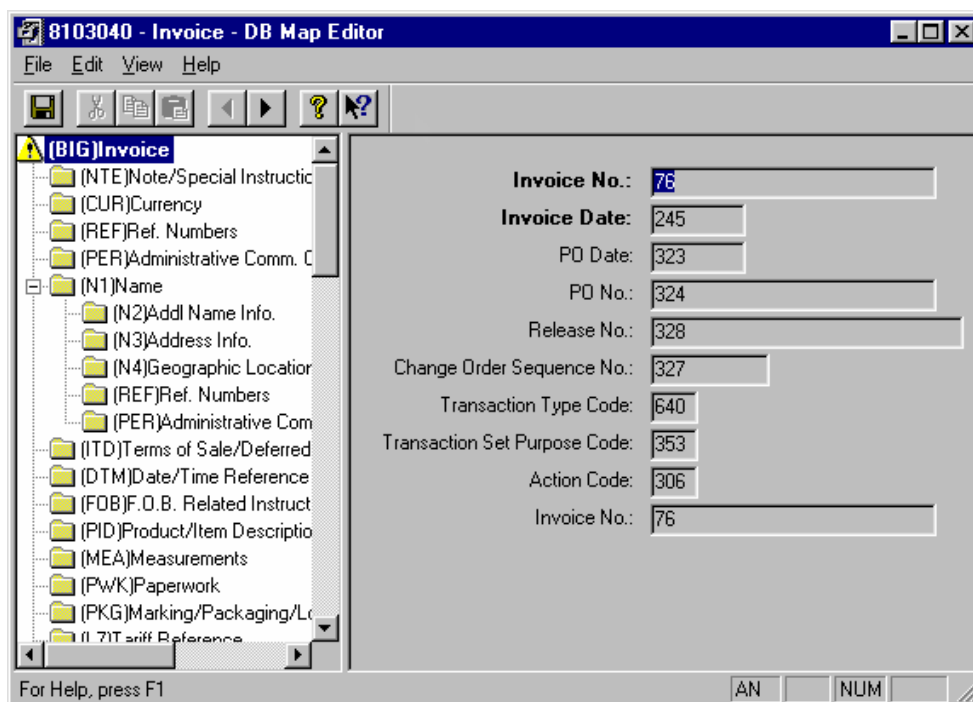 8103040 - Invoice - DB Map Editor
File Edit View Help
(BIG)Invoice
(NTE)Note/Special Instructic
(CUR)Currency
(REF)Ref. Numbers
(PER)Administrative Comm. C
(N1)Name
(N2)Addl Name Info.
(N3)Address Info.
(N4)Geographic Location
(REF)Ref. Numbers
(PER)Administrative Com
(ITD)Terms of Sale/Deferred
(DTM)Date/Time Reference
(FOB)F.O.B. Related Instruct
(PID)Product/Item Descriptio
(MEA)Measurements
(PWK)Paperwork
(PKG)Marking/Packaging/Lo
(L7)Tariff Reference
Invoice No.: 76
Invoice Date: 245
PO Date: 323
PO No.: 324
Release No.: 328
Change Order Sequence No.: 327
Transaction Type Code: 640
Transaction Set Purpose Code: 353
Action Code: 306
Invoice No.: 76
For Help, press F1
AN NUM